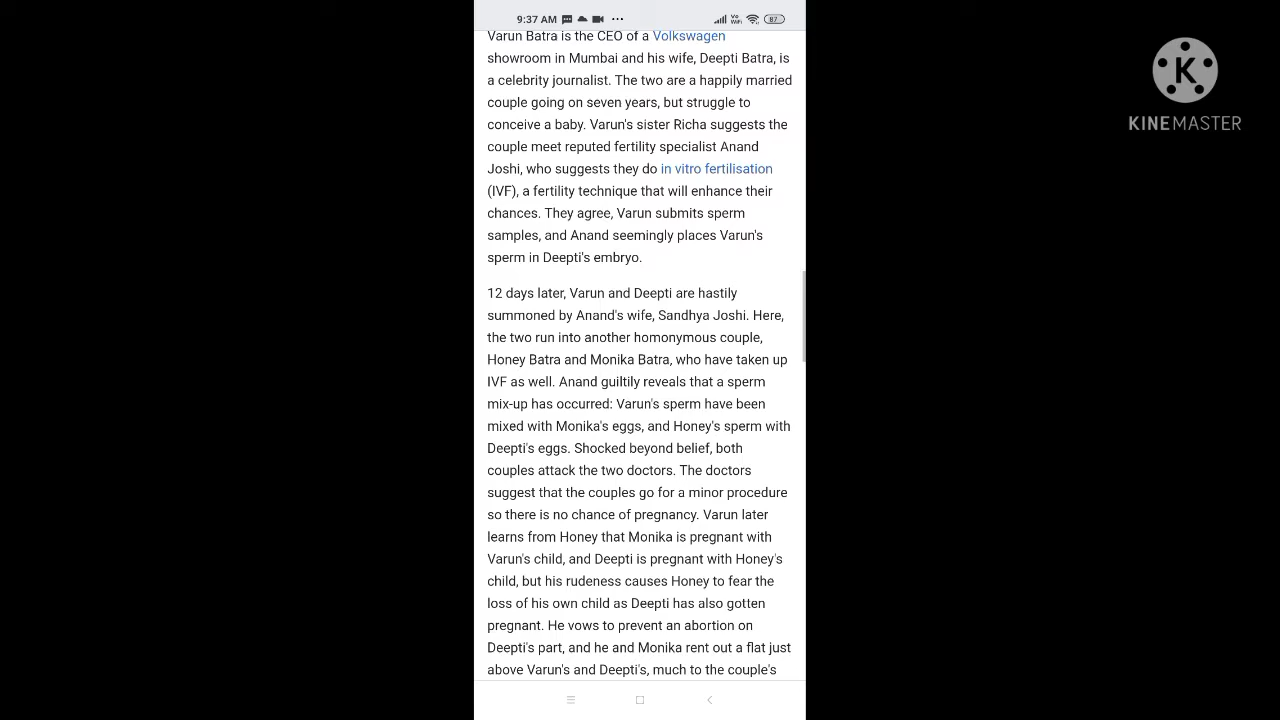 9:37 AM
Vo
WiFi
87
Varun Batra is the CEO of a Volkswagen
showroom in Mumbai and his wife, Deepti Batra, is
a celebrity journalist. The two are a happily married
couple going on seven years, but struggle to
conceive a baby. Varun's sister Richa suggests the
couple meet reputed fertility specialist Anand
Joshi, who suggests they do in vitro fertilisation
(IVF), a fertility technique that will enhance their
chances. They agree, Varun submits sperm
samples, and Anand seemingly places Varun's
sperm in Deepti's embryo.
12 days later, Varun and Deepti are hastily
summoned by Anand's wife, Sandhya Joshi. Here,
the two run into another homonymous couple,
Honey Batra and Monika Batra, who have taken up
IVF as well. Anand guiltily reveals that a sperm
mix-up has occurred: Varun's sperm have been
mixed with Monika's eggs, and Honey's sperm with
Deepti's eggs. Shocked beyond belief, both
couples attack the two doctors. The doctors
suggest that the couples go for a minor procedure
so there is no chance of pregnancy. Varun later
learns from Honey that Monika is pregnant with
Varun's child, and Deepti is pregnant with Honey's
child, but his rudeness causes Honey to fear the
loss of his own child as Deepti has also gotten
pregnant. He vows to prevent an abortion on
Deepti's part, and he and Monika rent out a flat just
above Varun's and Deepti's, much to the couple's
K
KINEMASTER